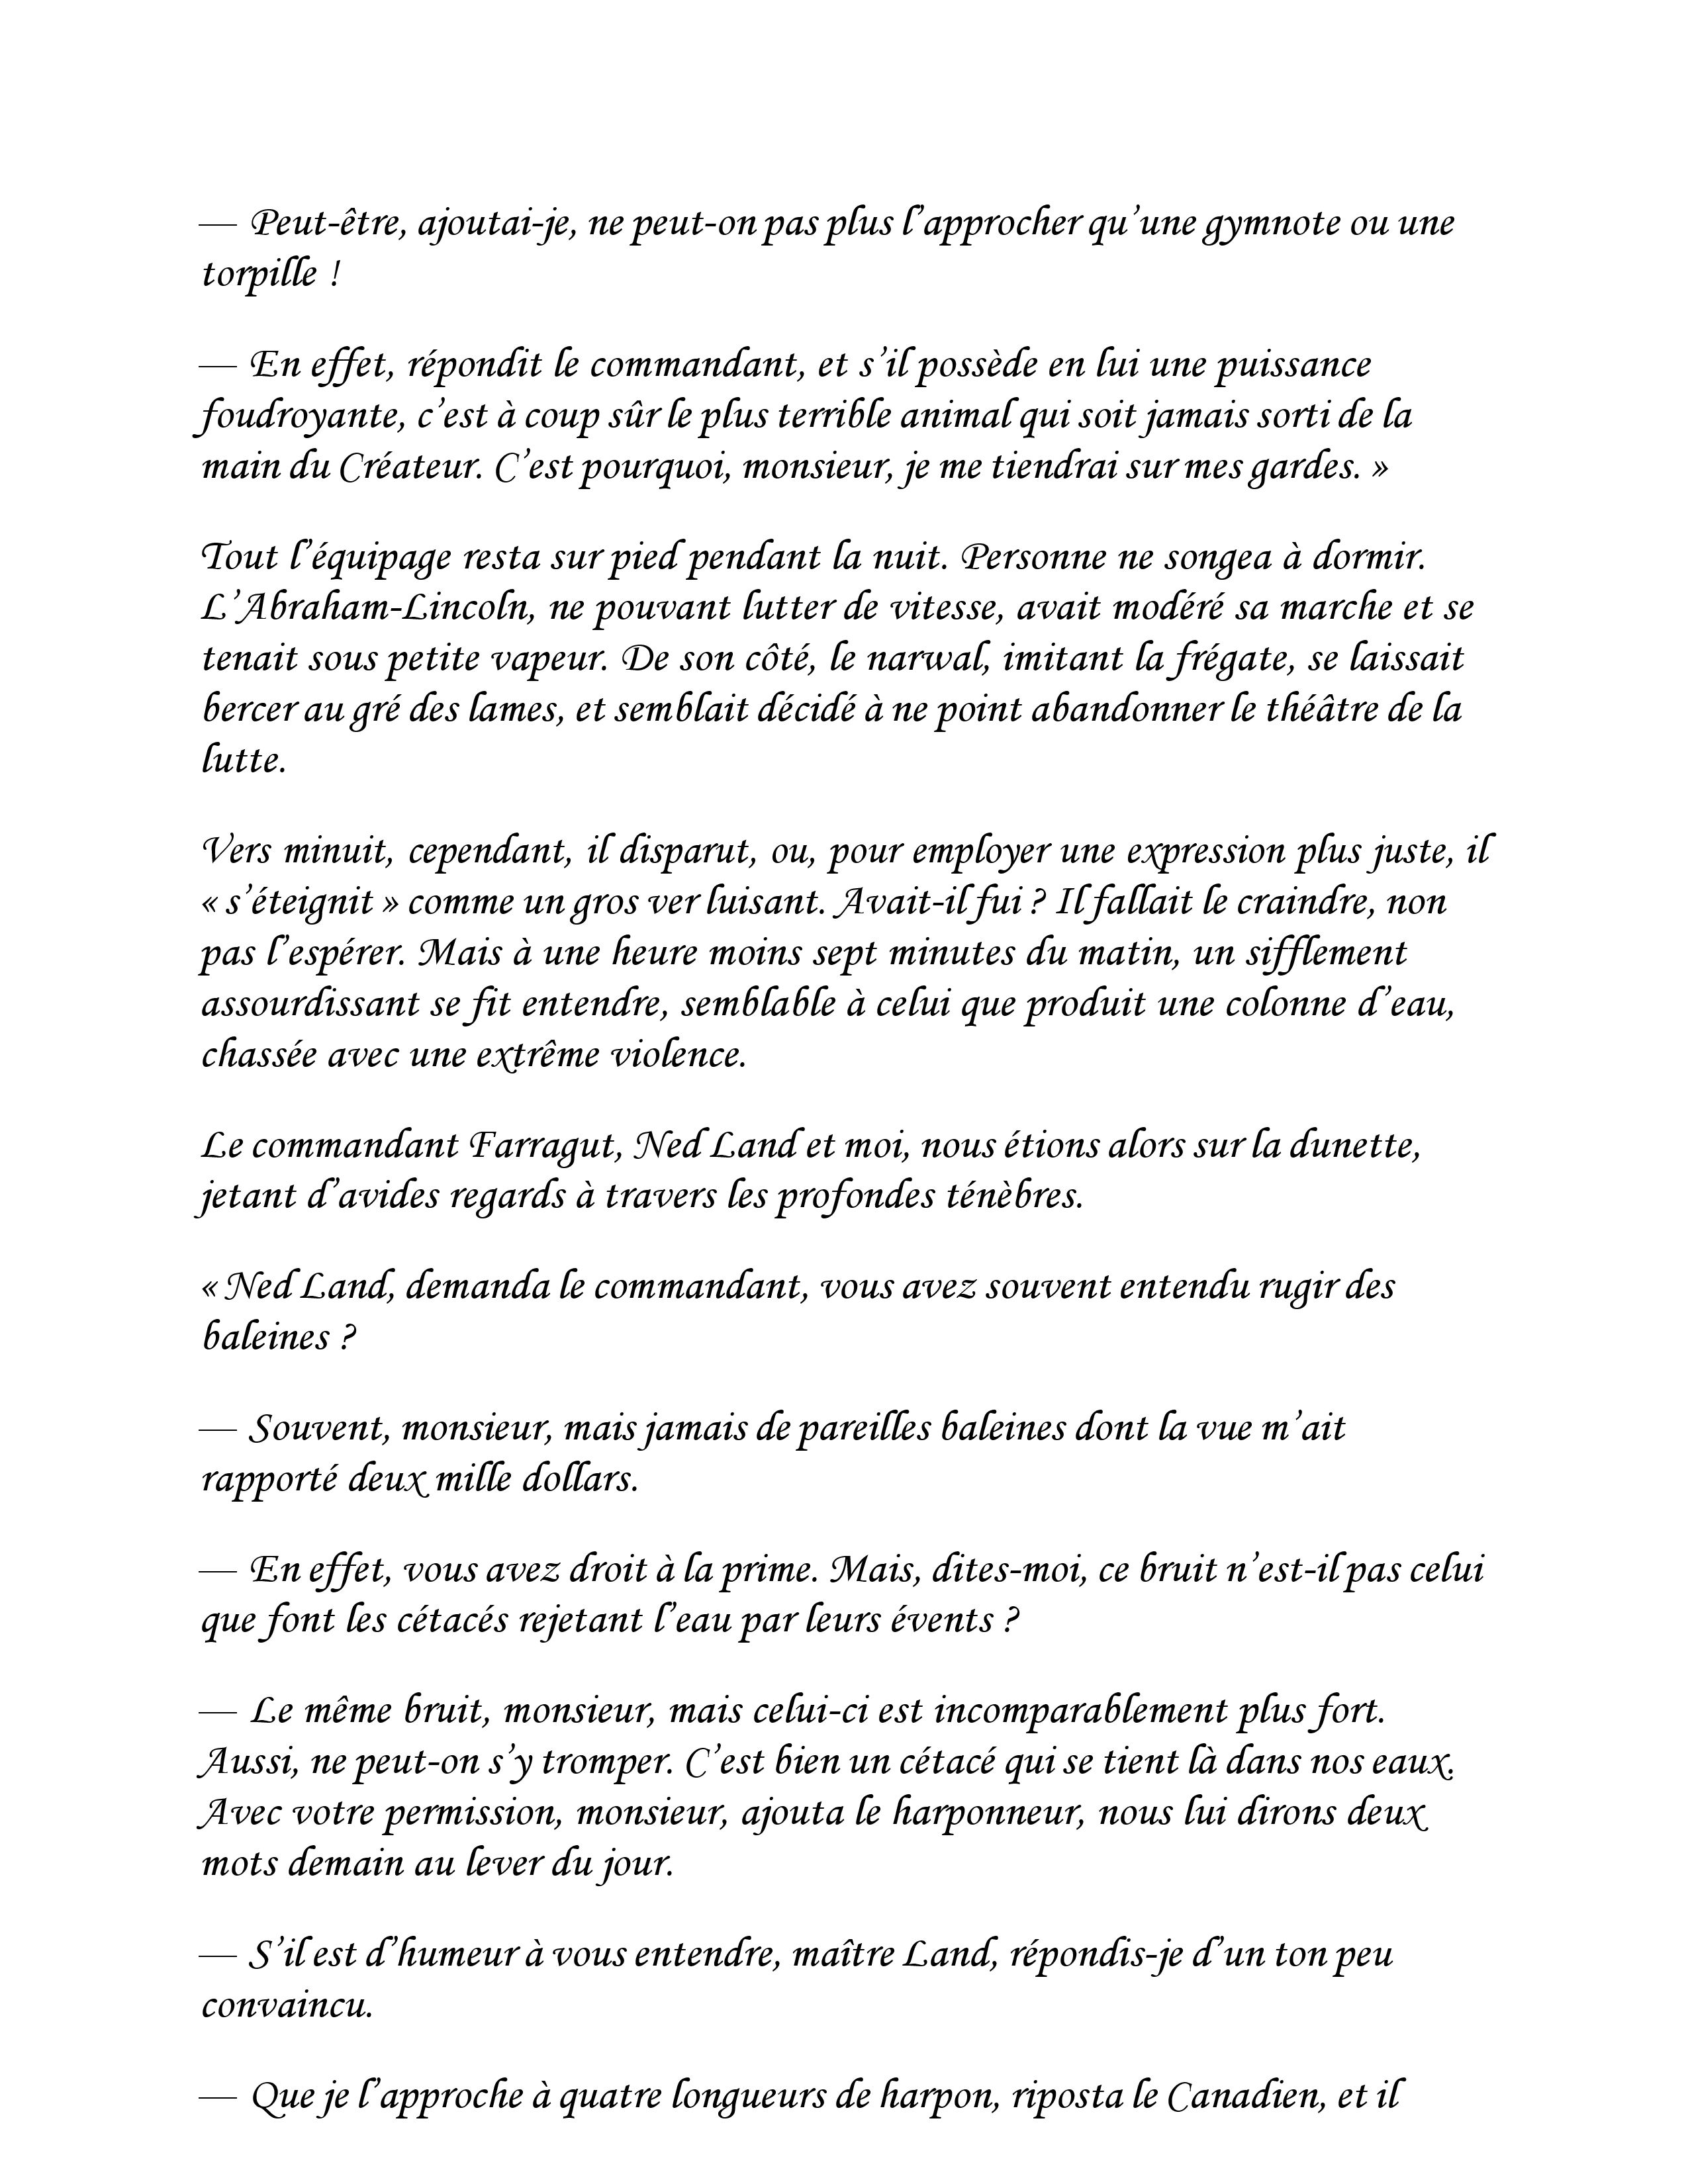 — Peut-être, ajoutai-je, ne peut-on pas plus l’approcher qu’une gymnote ou une
torpille !
— En effet, répondit le commandant, et s’il possède en lui une puissance
foudroyante, c’est à coup sûr le plus terrible animal qui soit jamais sorti de la
main du Créateur. C’est pourquoi, monsieur, je me tiendrai sur mes gardes. »
Tout l’équipage resta sur pied pendant la nuit. Personne ne songea à dormir.
L’Abraham-Lincoln, ne pouvant lutter de vitesse, avait modéré sa marche et se
tenait sous petite vapeur. De son côté, le narwal, imitant la frégate, se laissait
bercer au gré des lames, et semblait décidé à ne point abandonner le théâtre de la
lutte.
Vers minuit, cependant, il disparut, ou, pour employer une expression plus juste, il
« s’éteignit » comme un gros ver luisant. Avait-il fui ? Il fallait le craindre, non
pas l’espérer. Mais à une heure moins sept minutes du matin, un sifflement
assourdissant se fit entendre, semblable à celui que produit une colonne d’eau,
chassée avec une extrême violence.
Le commandant Farragut, Ned Land et moi, nous étions alors sur la dunette,
jetant d’avides regards à travers les profondes ténèbres.
« Ned Land, demanda le commandant, vous avez souvent entendu rugir des
baleines ?
— Souvent, monsieur, mais jamais de pareilles baleines dont la vue m’ait
rapporté deux mille dollars.
— En effet, vous avez droit à la prime. Mais, dites-moi, ce bruit n’est-il pas celui
que font les cétacés rejetant l’eau par leurs évents ?
— Le même bruit, monsieur, mais celui-ci est incomparablement plus fort.
Aussi, ne peut-on s’y tromper. C’est bien un cétacé qui se tient là dans nos eaux.
Avec votre permission, monsieur, ajouta le harponneur, nous lui dirons deux
mots demain au lever du jour.
— S’il est d’humeur à vous entendre, maître Land, répondis-je d’un ton peu
convaincu.
— Que je l’approche à quatre longueurs de harpon, riposta le Canadien, et il